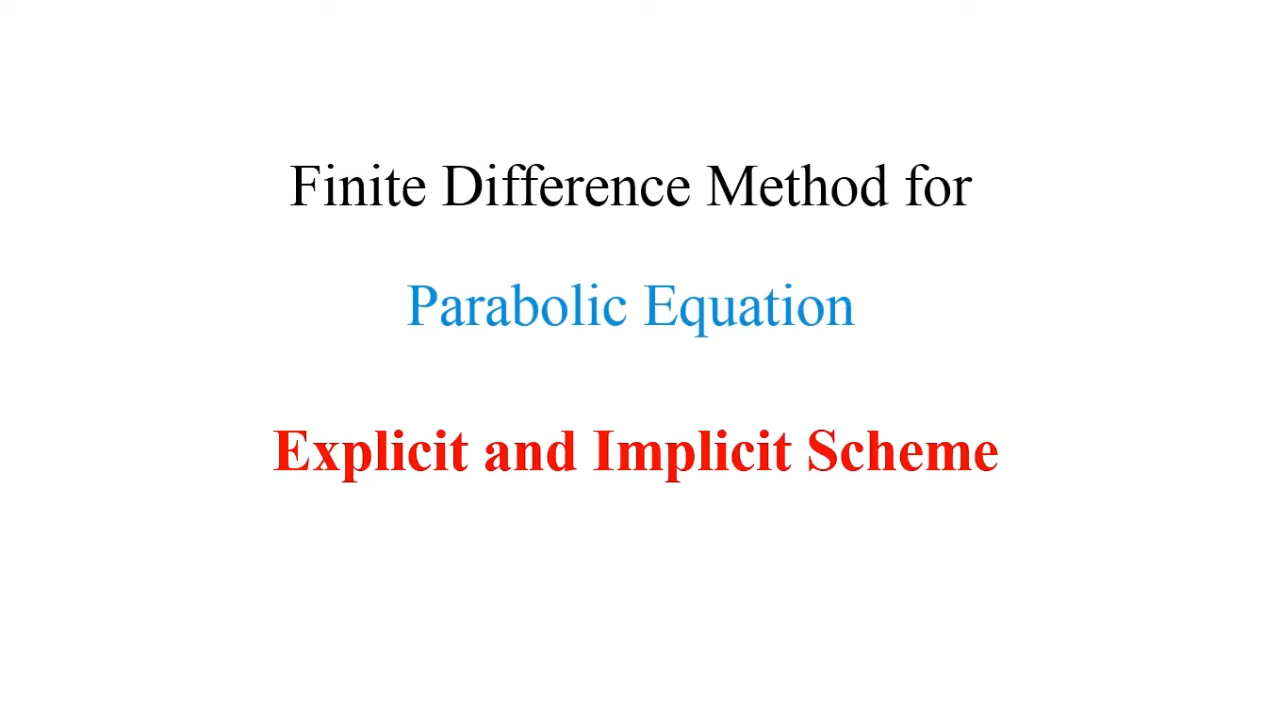 Finite Difference Method for
Parabolic Equation
Explicit and Implicit Scheme